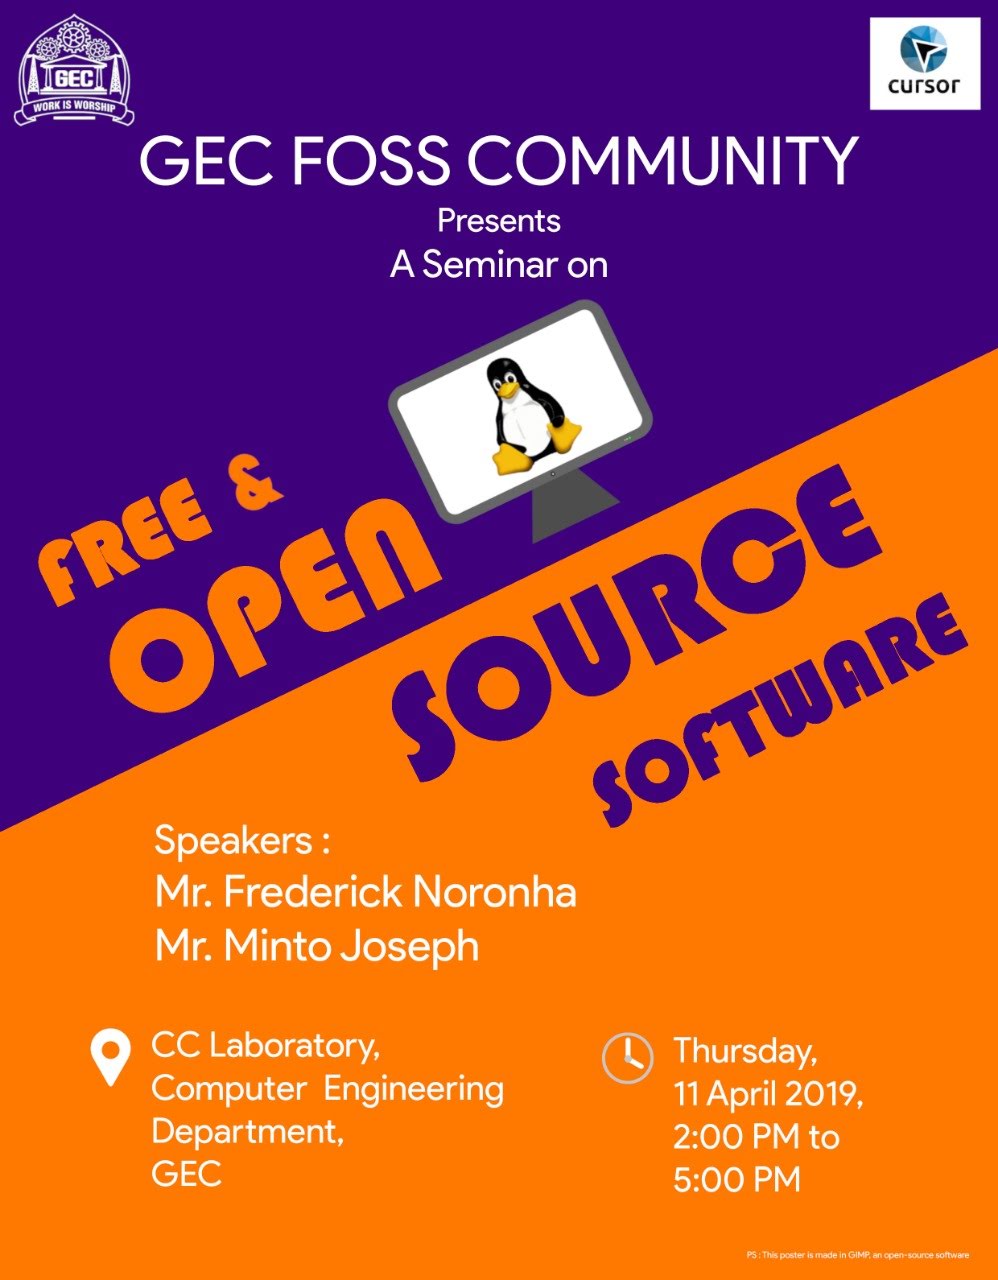 GEC
WORK IS WORSHIP
cursor
GEC FOSS COMMUNITY
Presents
A Seminar on
FREE &
OPEN
SOURCE
SOFTWARE
Speakers :
Mr. Frederick Noronha
Mr. Minto Joseph
CC Laboratory,
Computer Engineering
Department,
GEC
Thursday,
11 April 2019,
2:00 PM to
5:00 PM
PS : This poster is made in GIMP, an open-source software